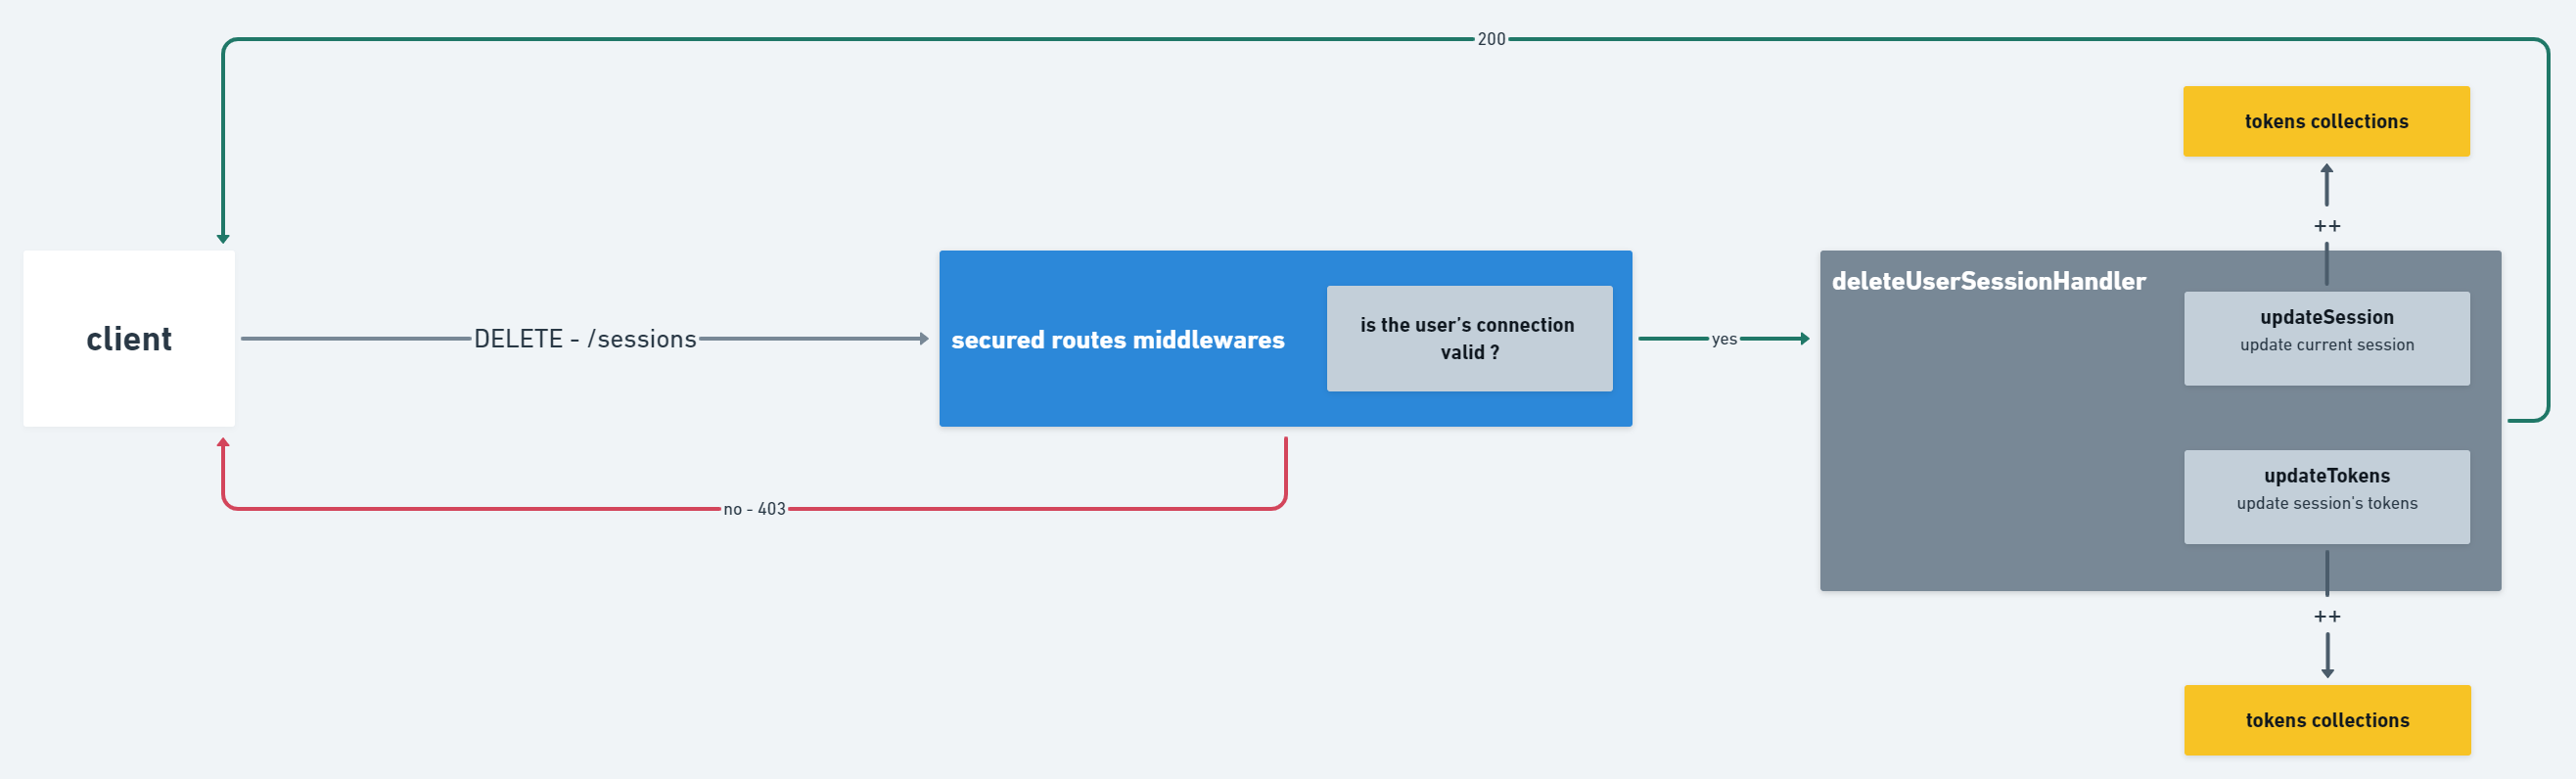 200
tokens collections
++
client
DELETE - /sessions
secured routes middlewares
is the user's connection
valid ?
yes
deleteUserSessionHandler
updateSession
update current session
updateTokens
update session's tokens
no - 403
++
tokens collections